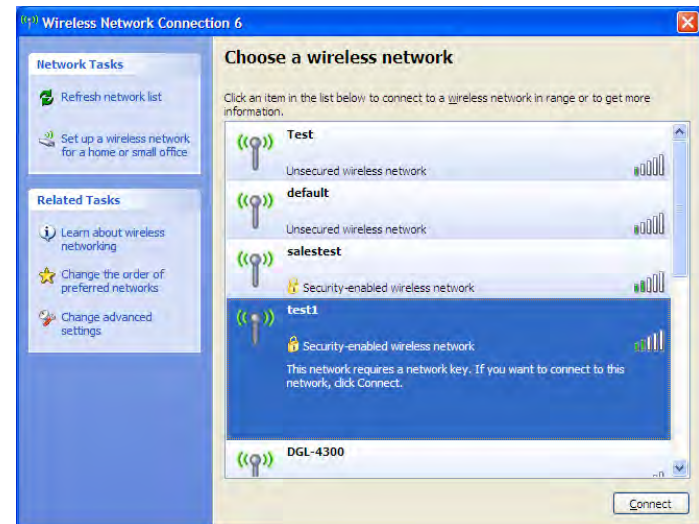 Wireless Network Connection 6
Network Tasks
Refresh network list
Set up a wireless network
for a home or small office
Related Tasks
Learn about wireless
networking
Change the order of
preferred networks
Change advanced
settings
Choose a wireless network
Click an item in the list below to connect to a wireless network in range or to get more
information.
Test
Unsecured wireless network
default
Unsecured wireless network
salestest
Security-enabled wireless network
test1
Security-enabled wireless network
This network requires a network key. If you want to connect to this
network, click Connect.
DGL-4300
Connect